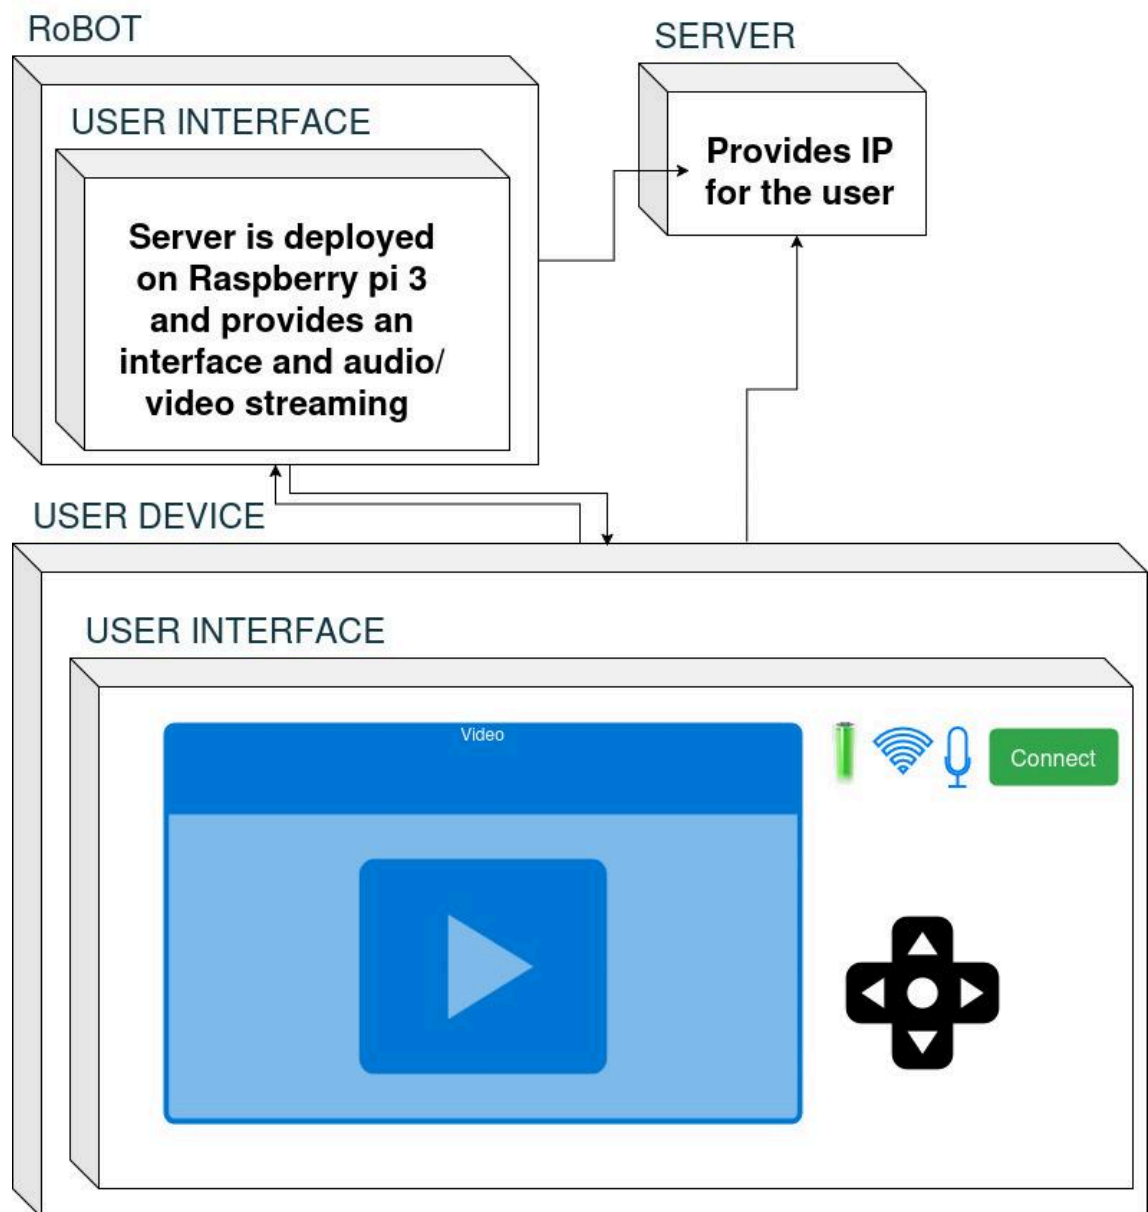 RoBOT
SERVER
USER INTERFACE
Provides IP
for the user
Server is deployed
on Raspberry pi 3
and provides an
interface and audio/
video streaming
USER DEVICE
USER INTERFACE
Video
Connect